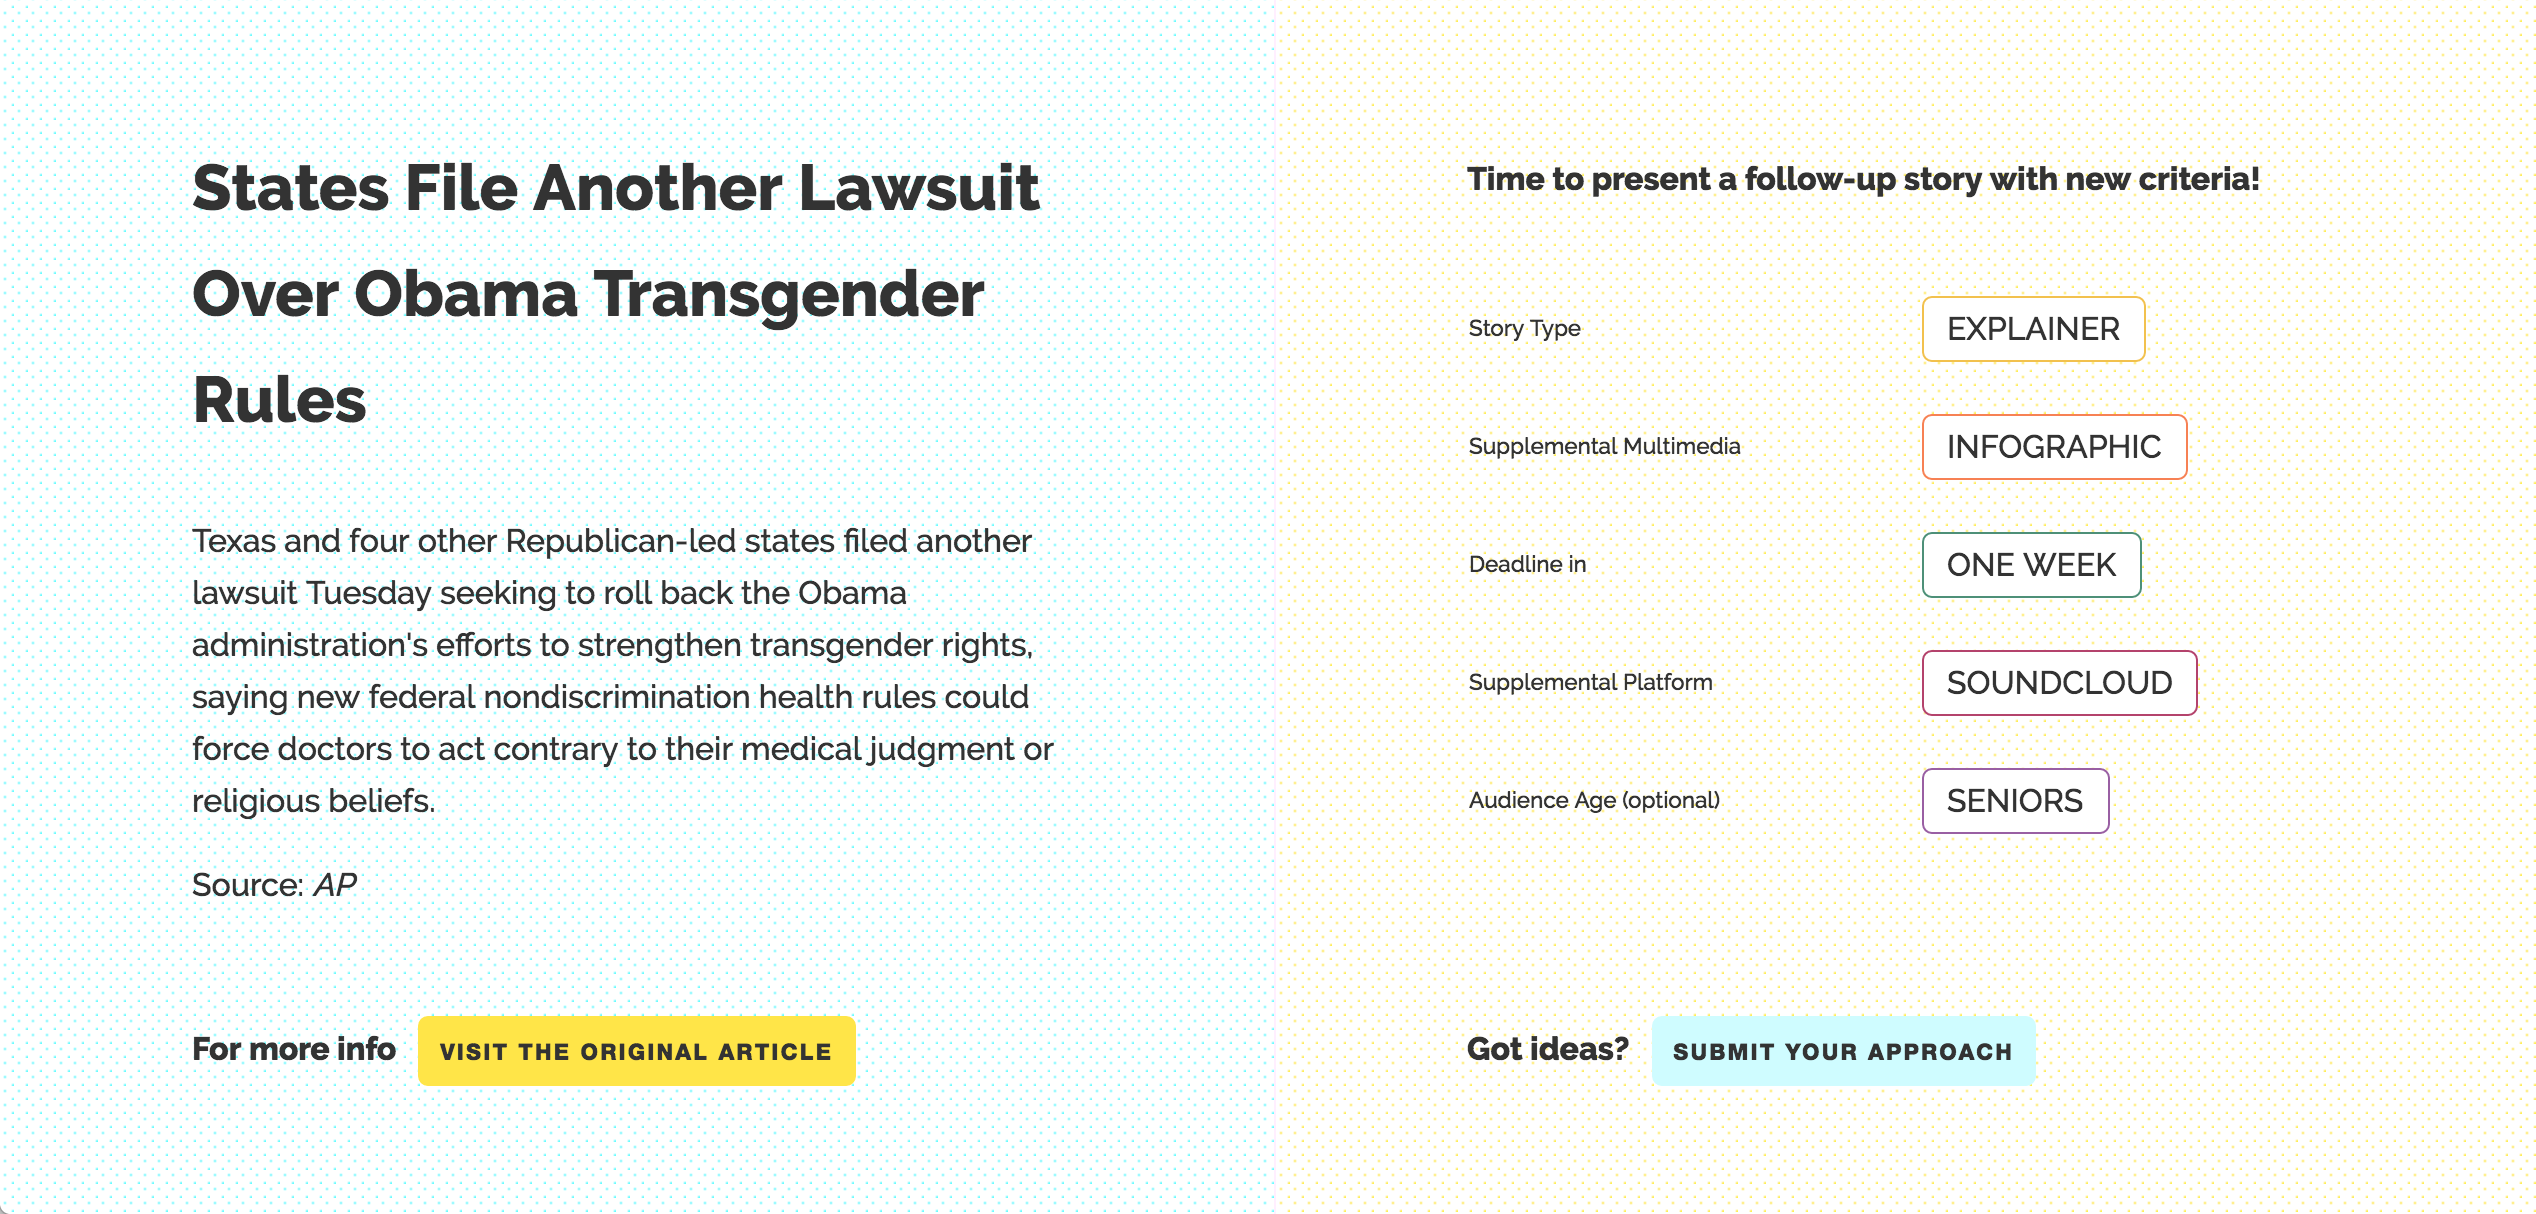 States File Another Lawsuit
Over Obama Transgender
Rules
Texas and four other Republican-led states filed another
lawsuit Tuesday seeking to roll back the Obama
administration's efforts to strengthen transgender rights,
saying new federal nondiscrimination health rules could
force doctors to act contrary to their medical judgment or
religious beliefs.
Source: AP
For more info VISIT THE ORIGINAL ARTICLE
Time to present a follow-up story with new criteria!
Story Type EXPLAINER
Supplemental Multimedia INFOGRAPHIC
Deadline in ONE WEEK
Supplemental Platform SOUNDCLOUD
Audience Age (optional) SENIORS
Got ideas? SUBMIT YOUR APPROACH